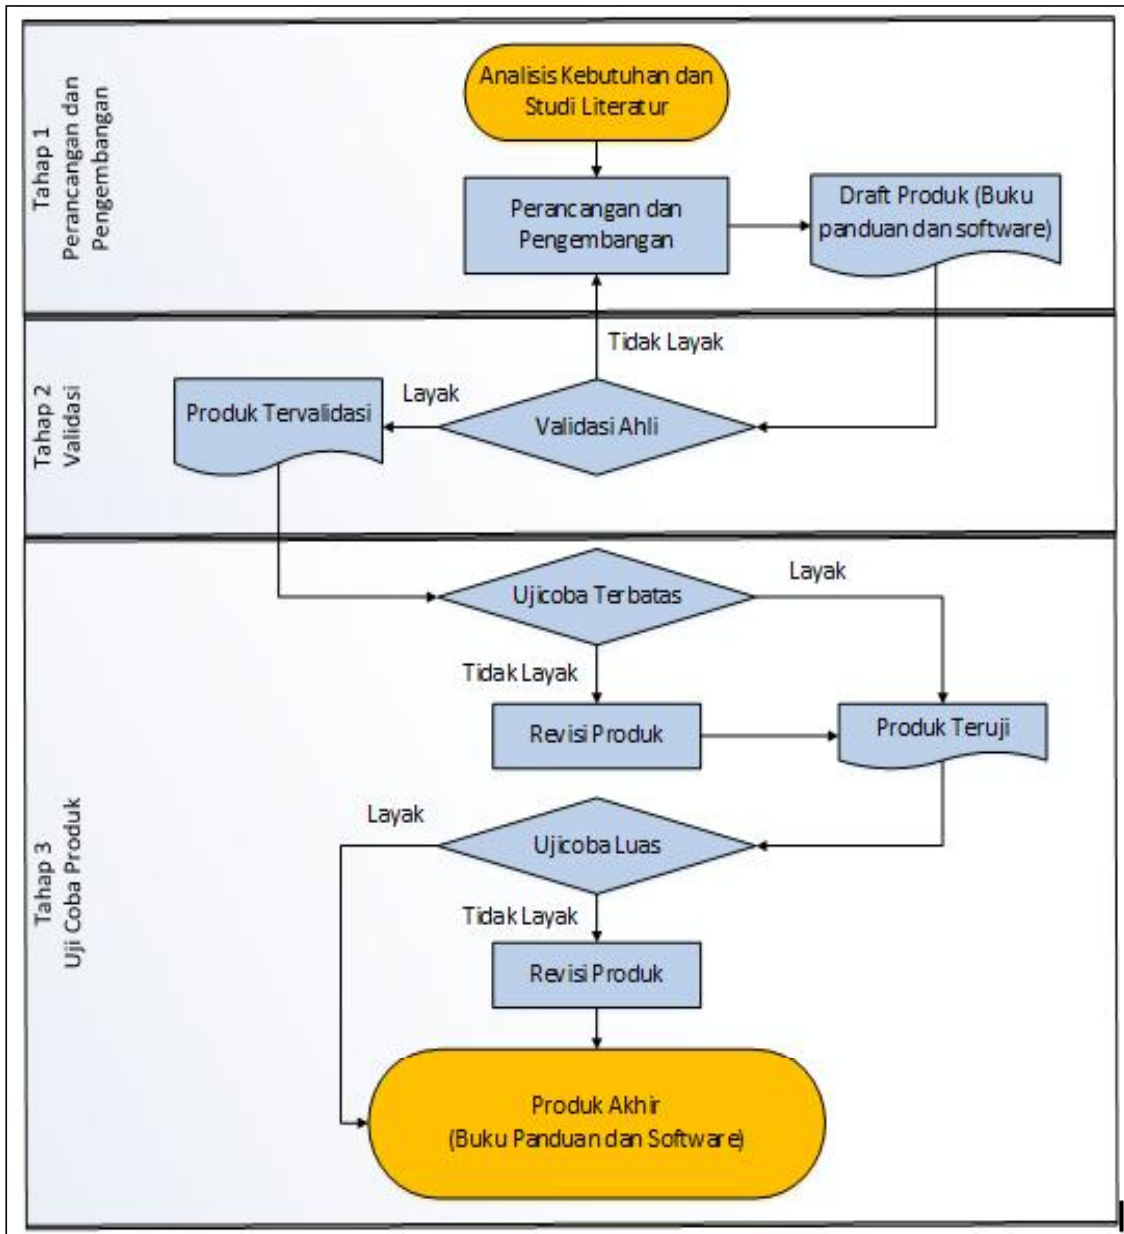 Tahap 1
Perancangan dan
Pengembangan
Analisis Kebutuhan dan
Studi Literatur
Perancangan dan
Pengembangan
Draft Produk (Buku
panduan dan software)
Tahap 2
Validasi
Tidak Layak
Produk Tervalidasi
Layak
Validasi Ahli
Tahap 3
Uji Coba Produk
Ujicoba Terbatas
Layak
Tidak Layak
Revisi Produk
Produk Teruji
Layak
Ujicoba Luas
Tidak Layak
Revisi Produk
Produk Akhir
(Buku Panduan dan Software)